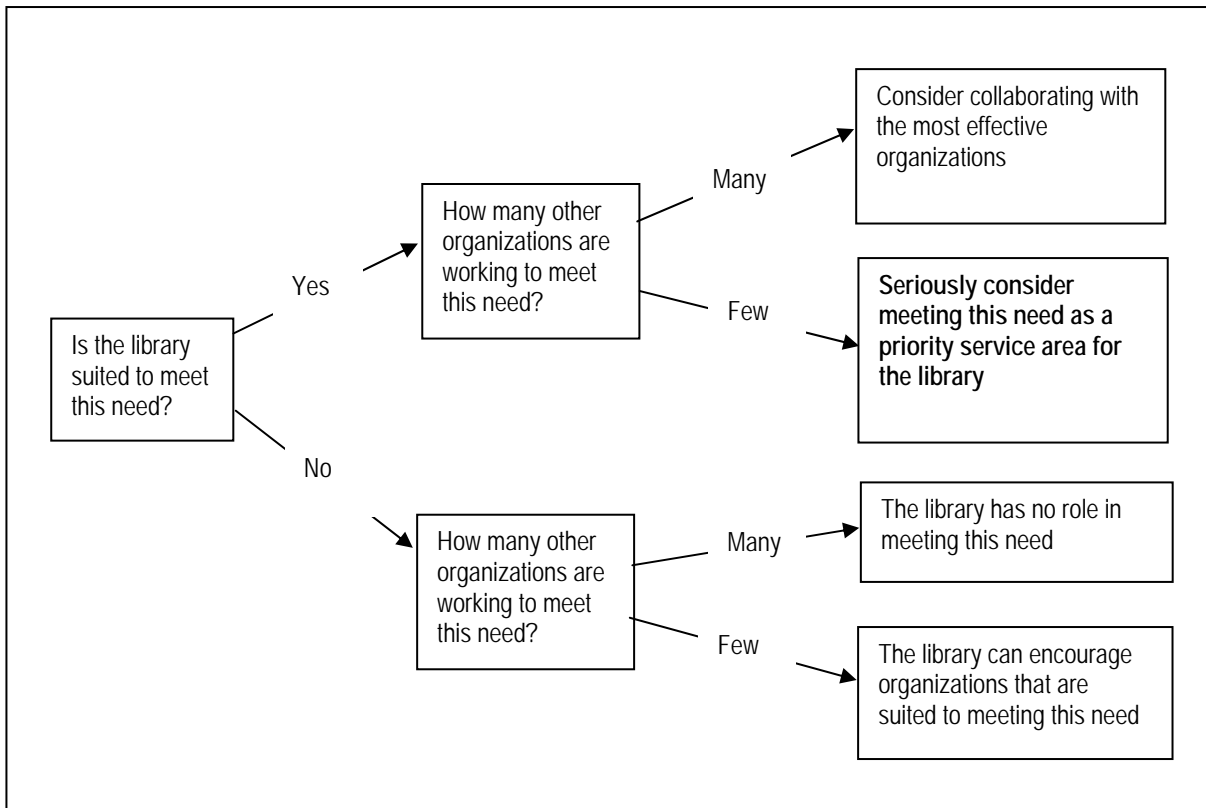 Is the library
suited to meet
this need?
Yes
No
How many other
organizations are
working to meet
this need?
Many
Few
Consider collaborating with
the most effective
organizations
Seriously consider
meeting this need as a
priority service area for
the library
How many other
organizations are
working to meet
this need?
Many
Few
The library has no role in
meeting this need
The library can encourage
organizations that are
suited to meeting this need